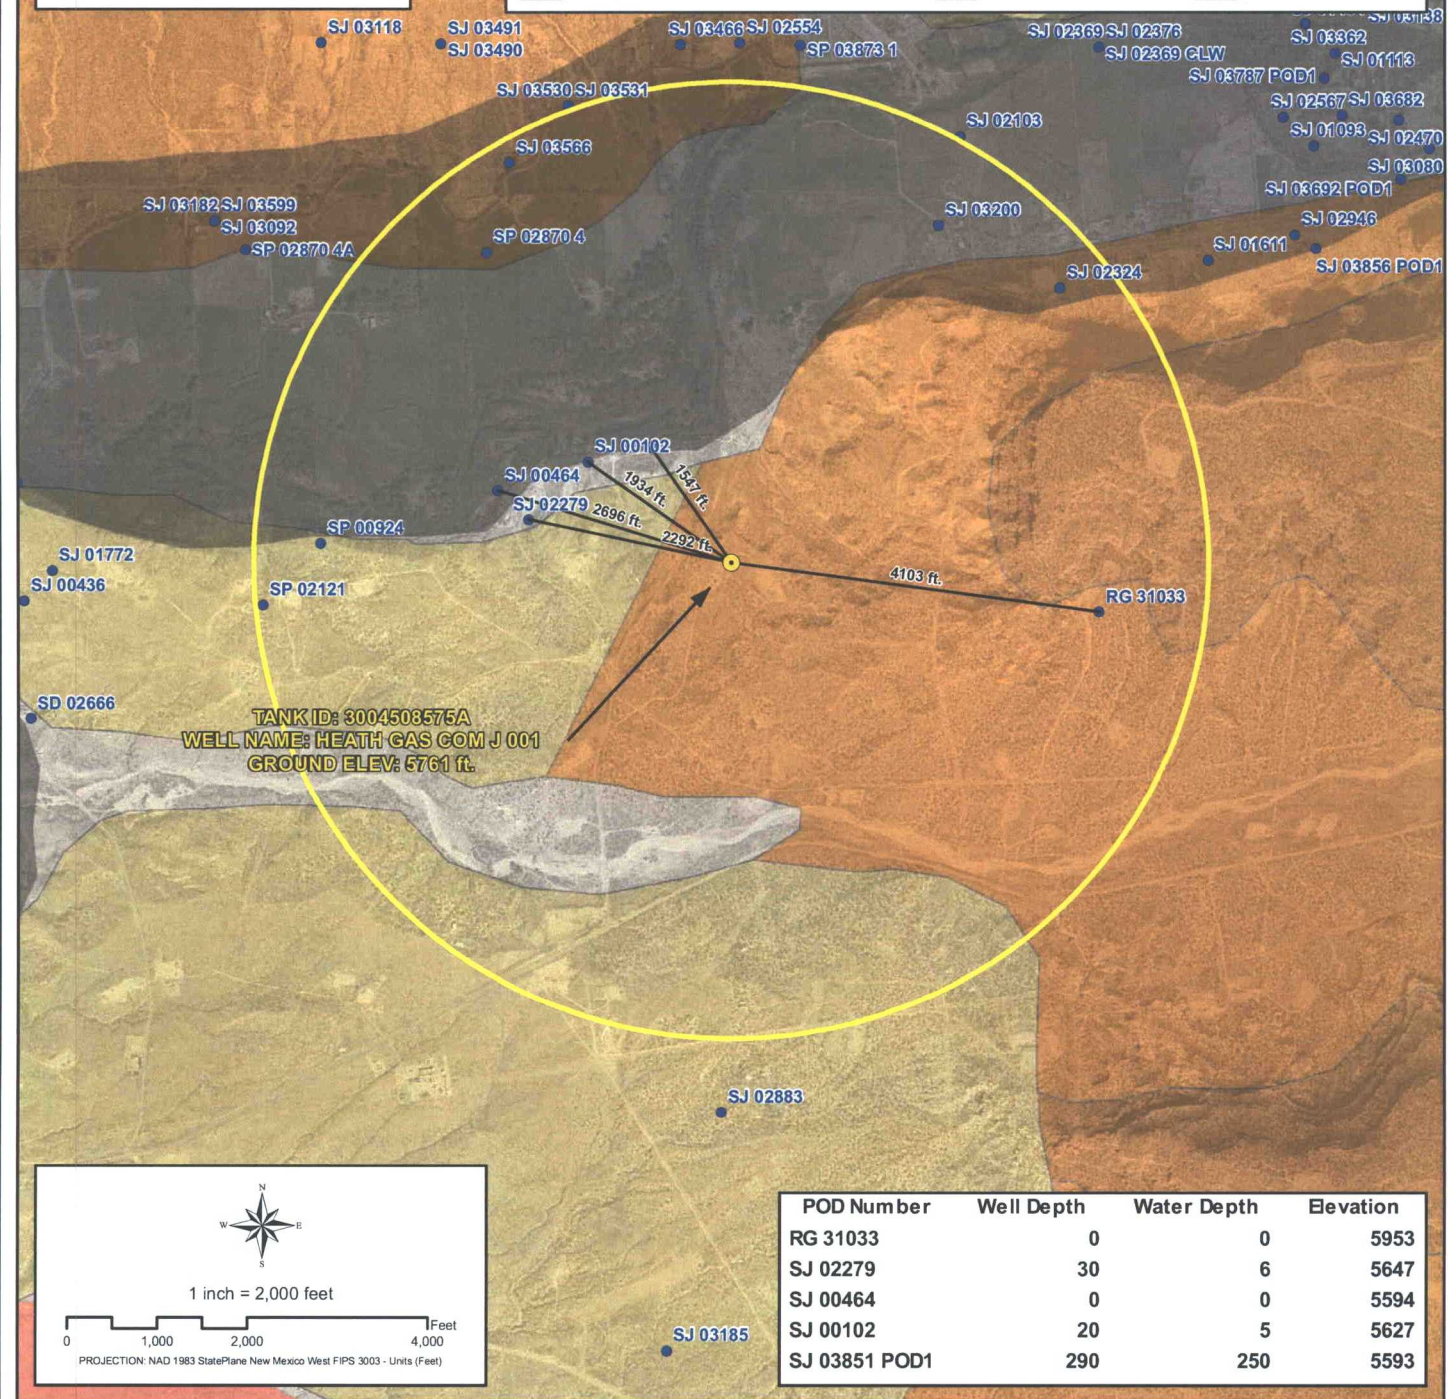 SJ 03138
SJ 03118
SJ 03491
SJ 03490
SJ 03466 SJ 02554
SP 03873 1
SJ 02369 SJ 02376
SJ 02369 CLW
SJ 03362
SJ 01113
SJ 03787 POD1
SJ 03530 SJ 03531
SJ 02567 SJ 03682
SJ 02103
SJ 01093
SJ 02470
SJ 03566
SJ 03080
SJ 03692 POD1
SJ 03182 SJ 03599
SJ 03092
SJ 03200
SJ 02946
SP 02870 4
SP 02870 4A
SJ 01611
SJ 03856 POD1
SJ 02324
SJ 00102
SJ 00464
1934 ft.
1547 ft.
SJ 02279
2696 ft.
2292 ft.
SP 00924
SJ 01772
SJ 00436
SP 02121
4103 ft.
RG 31033
SD 02666
TANK ID: 3004508575A
WELL NAME: HEATH GAS COM J 001
GROUND ELEV: 5761 ft.
SJ 02883
SJ 03185
N
W E
S
1 inch = 2,000 feet
Feet
0 1,000 2,000 4,000
PROJECTION: NAD 1983 StatePlane New Mexico West FIPS 3003 - Units (Feet)
POD Number Well Depth Water Depth Elevation
RG 31033 0 0 5953
SJ 02279 30 6 5647
SJ 00464 0 0 5594
SJ 00102 20 5 5627
SJ 03851 POD1 290 250 5593